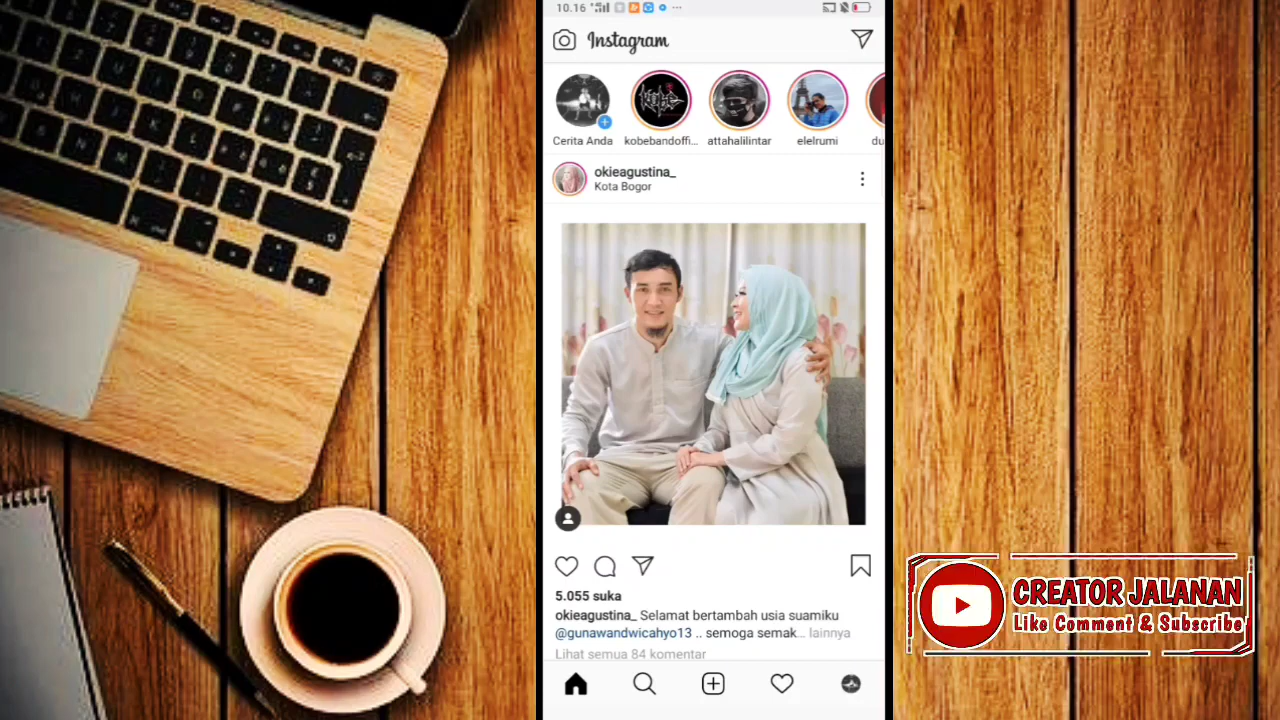 10.16
Instagram
Cerita Anda
kobebandoffi...
attahalilintar
elelrumi
du
okieagustina_
Kota Bogor
5.055 suka
okieagustina_ Selamat bertambah usia suamiku
@gunawandwicahyo13 .. semoga semak... lainnya
Lihat semua 84 komentar
CREATOR JALANAN
Like Comment & Subscribe